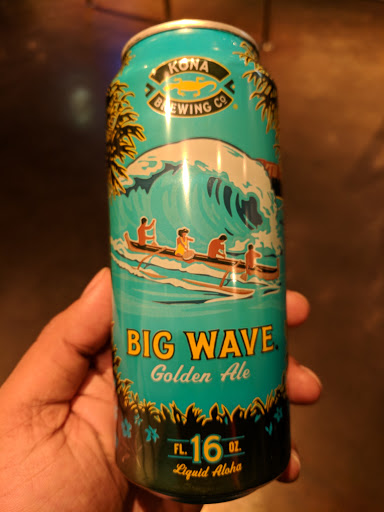 KONA
BREWING CO
BIG WAVE®
Golden Ale
FL. 16 OZ.
Liquid Aloha